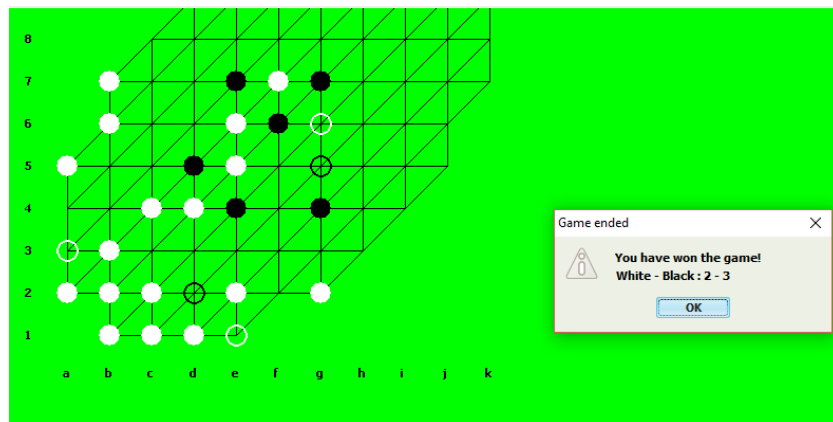 8
7
6
5
4
3
2
1
a b c d e f g h i j k
Game ended
You have won the game!
White - Black : 2 - 3
OK